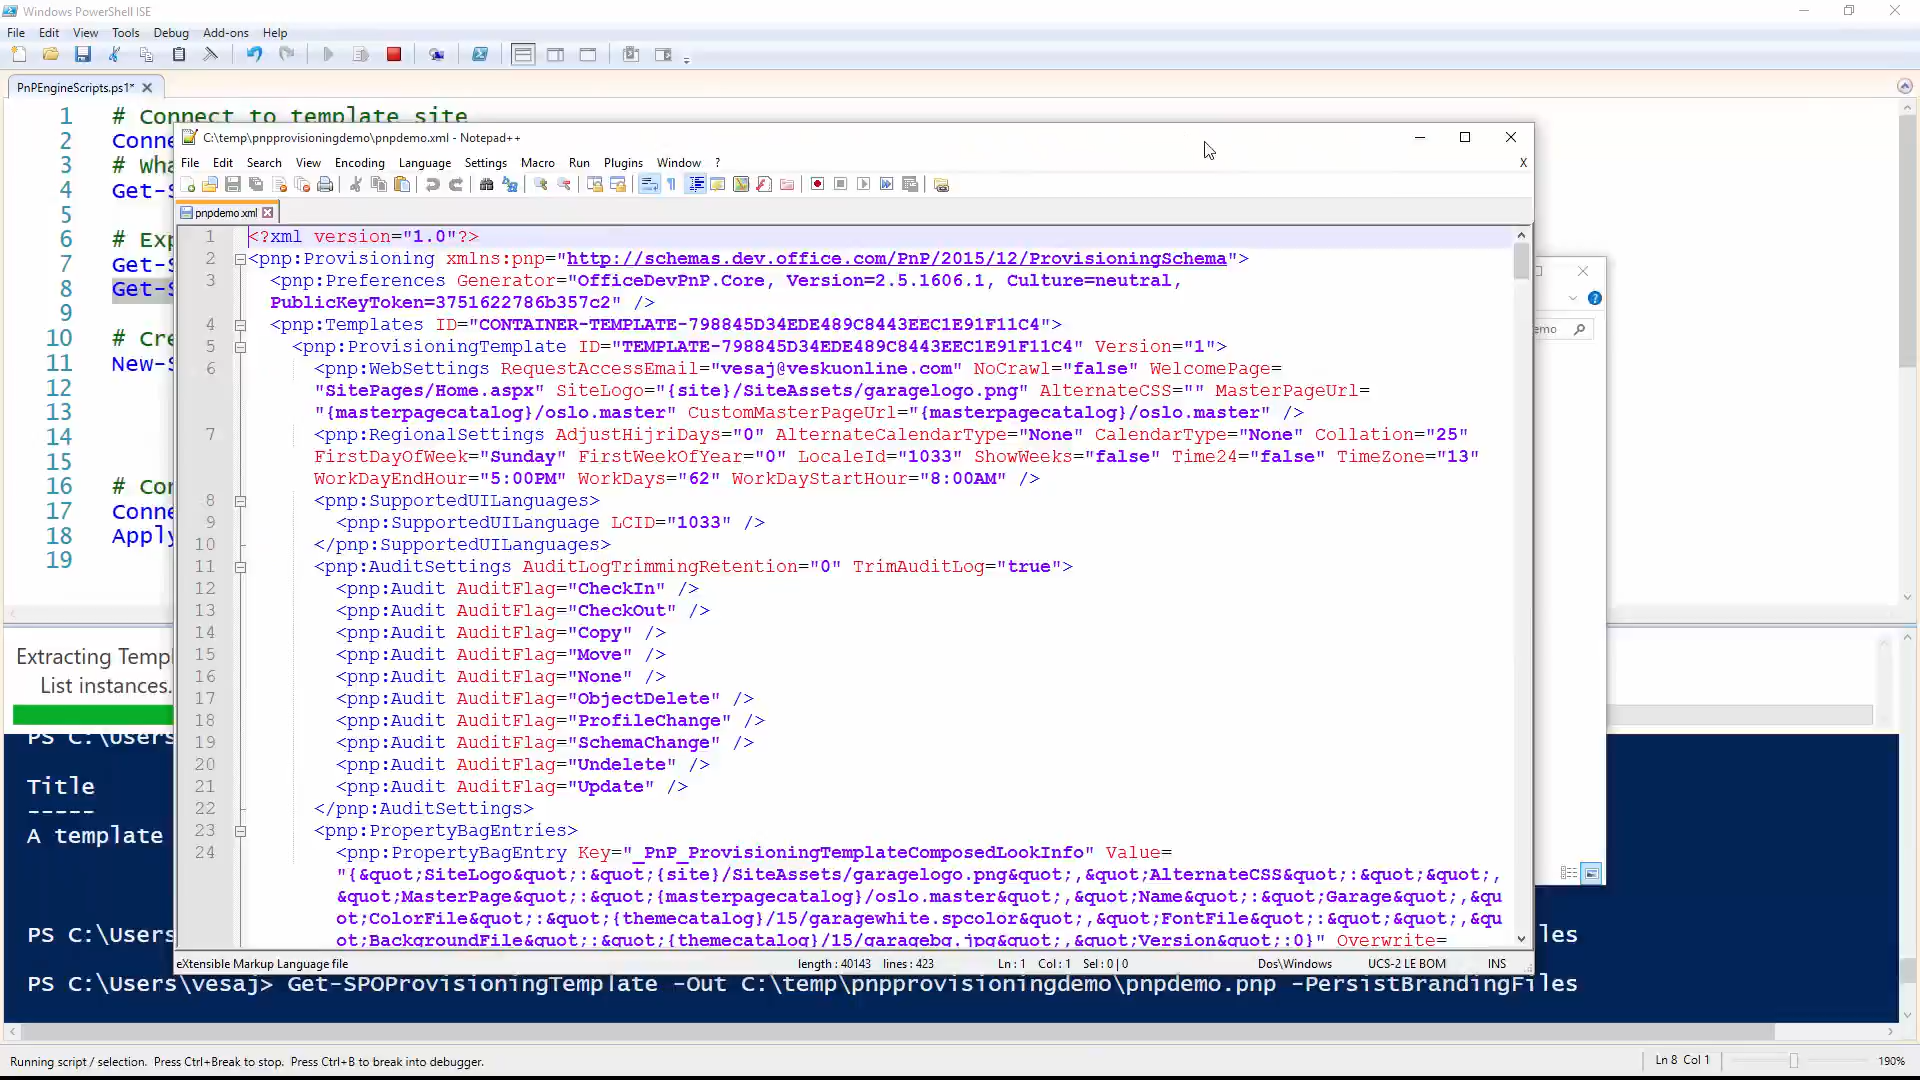 Windows PowerShell ISE
File Edit View Tools Debug Add-ons Help
PnPEngineScripts.ps1*
1 # Connect to template site
2 Conne
3 # Wha
4 Get-S
5
6 # Exp
7 Get-S
8 Get-S
9
10 # Cre
11 New-S
12
13
14
15
16 # Con
17 Conne
18 Apply
19
C:\temp\pnpprovisioningdemo\pnpdemo.xml - Notepad++
File Edit Search View Encoding Language Settings Macro Run Plugins Window ? X
pnpdemo.xml
1 <?xml version="1.0"?>
2 <pnp:Provisioning xmlns:pnp="http://schemas.dev.office.com/PnP/2015/12/ProvisioningSchema">
3 <pnp:Preferences Generator="OfficeDevPnP.Core, Version=2.5.1606.1, Culture=neutral,
PublicKeyToken=3751622786b357c2" />
4 <pnp:Templates ID="CONTAINER-TEMPLATE-798845D34EDE489C8443EEC1E91F11C4">
5 <pnp:ProvisioningTemplate ID="TEMPLATE-798845D34EDE489C8443EEC1E91F11C4" Version="1">
6 <pnp:WebSettings RequestAccessEmail="vesaj@veskuonline.com" NoCrawl="false" WelcomePage=
"SitePages/Home.aspx" SiteLogo="{site}/SiteAssets/garagelogo.png" AlternateCSS="" MasterPageUrl=
"{masterpagecatalog}/oslo.master" CustomMasterPageUrl="{masterpagecatalog}/oslo.master" />
7 <pnp:RegionalSettings AdjustHijriDays="0" AlternateCalendarType="None" CalendarType="None" Collation="25"
FirstDayOfWeek="Sunday" FirstWeekOfYear="0" LocaleId="1033" ShowWeeks="false" Time24="false" TimeZone="13"
WorkDayEndHour="5:00PM" WorkDays="62" WorkDayStartHour="8:00AM" />
8 <pnp:SupportedUILanguages>
9 <pnp:SupportedUILanguage LCID="1033" />
10 </pnp:SupportedUILanguages>
11 <pnp:AuditSettings AuditLogTrimmingRetention="0" TrimAuditLog="true">
12 <pnp:Audit AuditFlag="CheckIn" />
13 <pnp:Audit AuditFlag="CheckOut" />
14 <pnp:Audit AuditFlag="Copy" />
15 <pnp:Audit AuditFlag="Move" />
16 <pnp:Audit AuditFlag="None" />
17 <pnp:Audit AuditFlag="ObjectDelete" />
18 <pnp:Audit AuditFlag="ProfileChange" />
19 <pnp:Audit AuditFlag="SchemaChange" />
20 <pnp:Audit AuditFlag="Undelete" />
21 <pnp:Audit AuditFlag="Update" />
22 </pnp:AuditSettings>
23 <pnp:PropertyBagEntries>
24 <pnp:PropertyBagEntry Key="_PnP_ProvisioningTemplateComposedLookInfo" Value=
"{&quot;SiteLogo&quot;:&quot;{site}/SiteAssets/garagelogo.png&quot;,&quot;AlternateCSS&quot;:&quot;&quot;,
&quot;MasterPage&quot;:&quot;{masterpagecatalog}/oslo.master&quot;,&quot;Name&quot;:&quot;Garage&quot;,&qu
ot;ColorFile&quot;:&quot;{themecatalog}/15/garagewhite.spcolor&quot;,&quot;FontFile&quot;:&quot;&quot;,&qu
ot;BackgroundFile&quot;:&quot;{themecatalog}/15/garagebg.jpg&quot;,&quot;Version&quot;:0}" Overwrite=
eXtensible Markup Language file length : 40143 lines : 423 Ln : 1 Col : 1 Sel : 0 | 0 Dos\Windows UCS-2 LE BOM INS
emo
Extracting Templ
List instances.
PS C:\Users
Title
-----
A template
PS C:\Users
les
PS C:\Users\vesaj> Get-SPOProvisioningTemplate -Out C:\temp\pnpprovisioningdemo\pnpdemo.pnp -PersistBrandingFiles
Running script / selection. Press Ctrl+Break to stop. Press Ctrl+B to break into debugger.
Ln 8 Col 1 190%